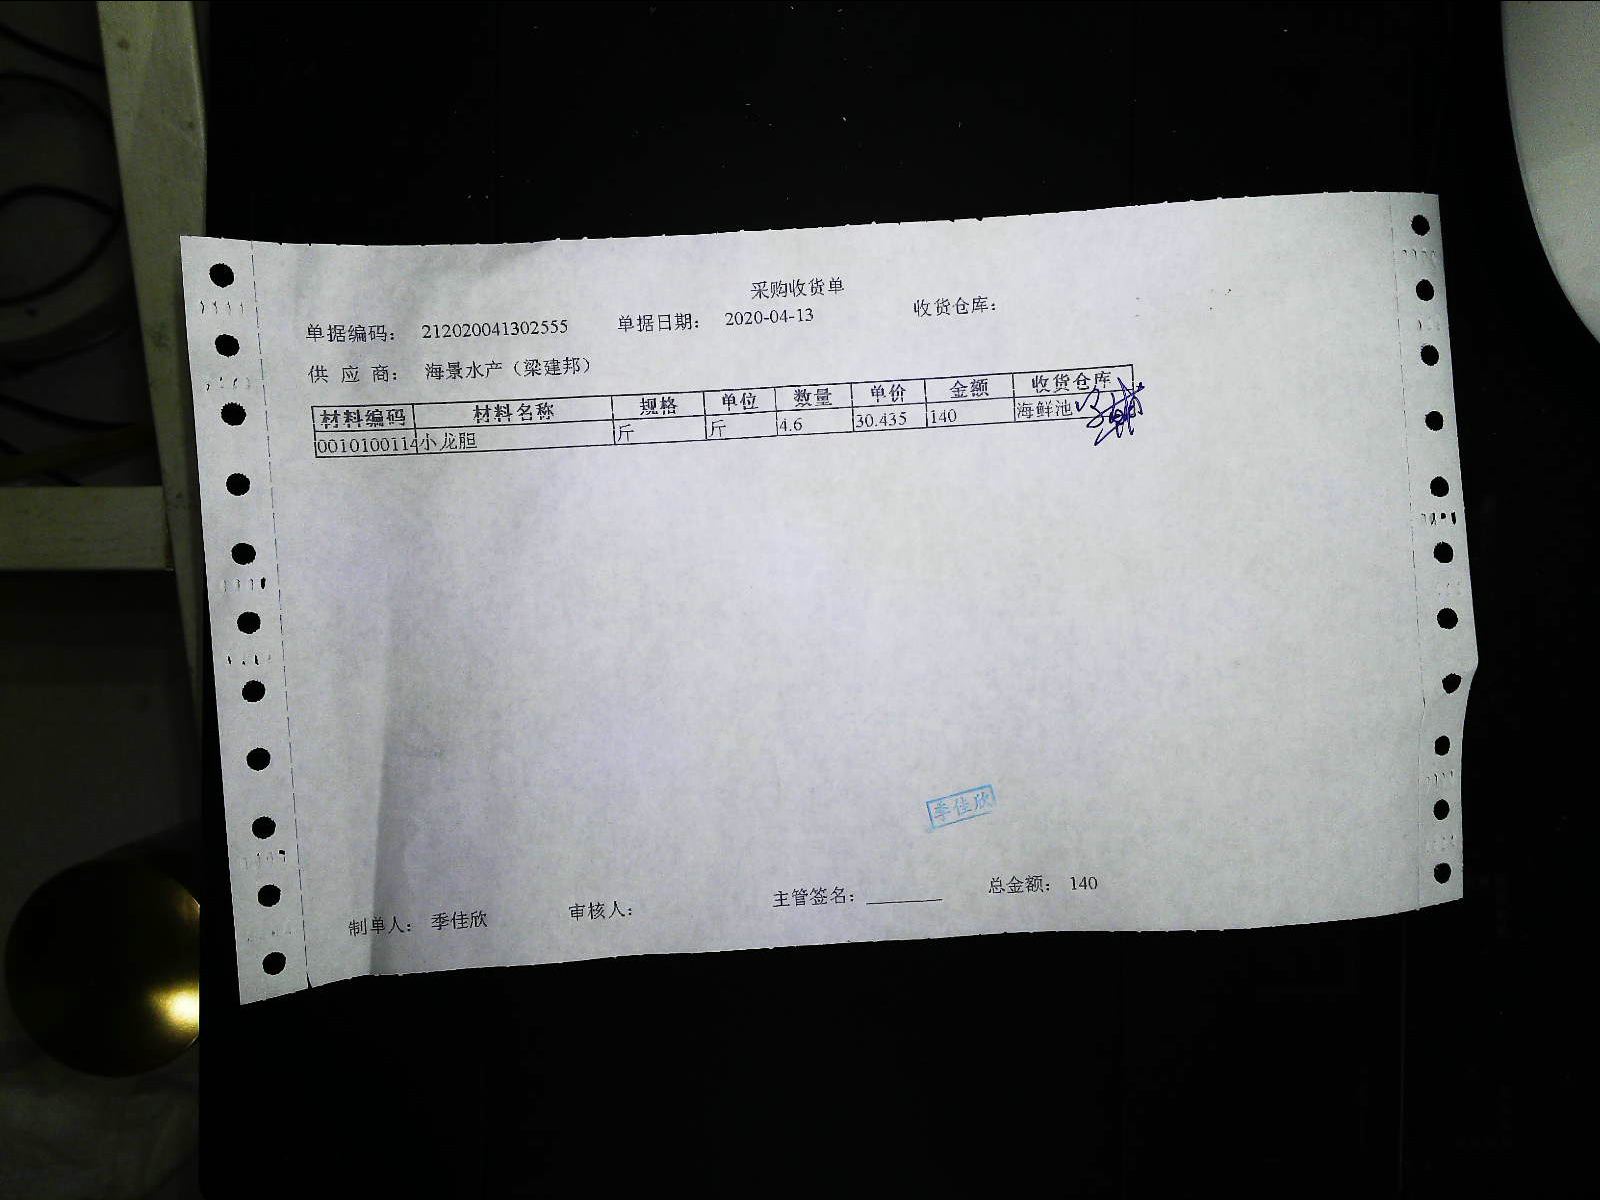 采购收货单
单据编码: 212020041302555 单据日期: 2020-04-13 收货仓库:
供 应 商: 海景水产（梁建邦）
材料编码 材料名称 规格 单位 数量 单价 金额 收货仓库
0010100114 小龙胆 斤 斤 4.6 30.435 140 海鲜池
季佳欣
制单人: 季佳欣 审核人: 主管签名: ________ 总金额: 140